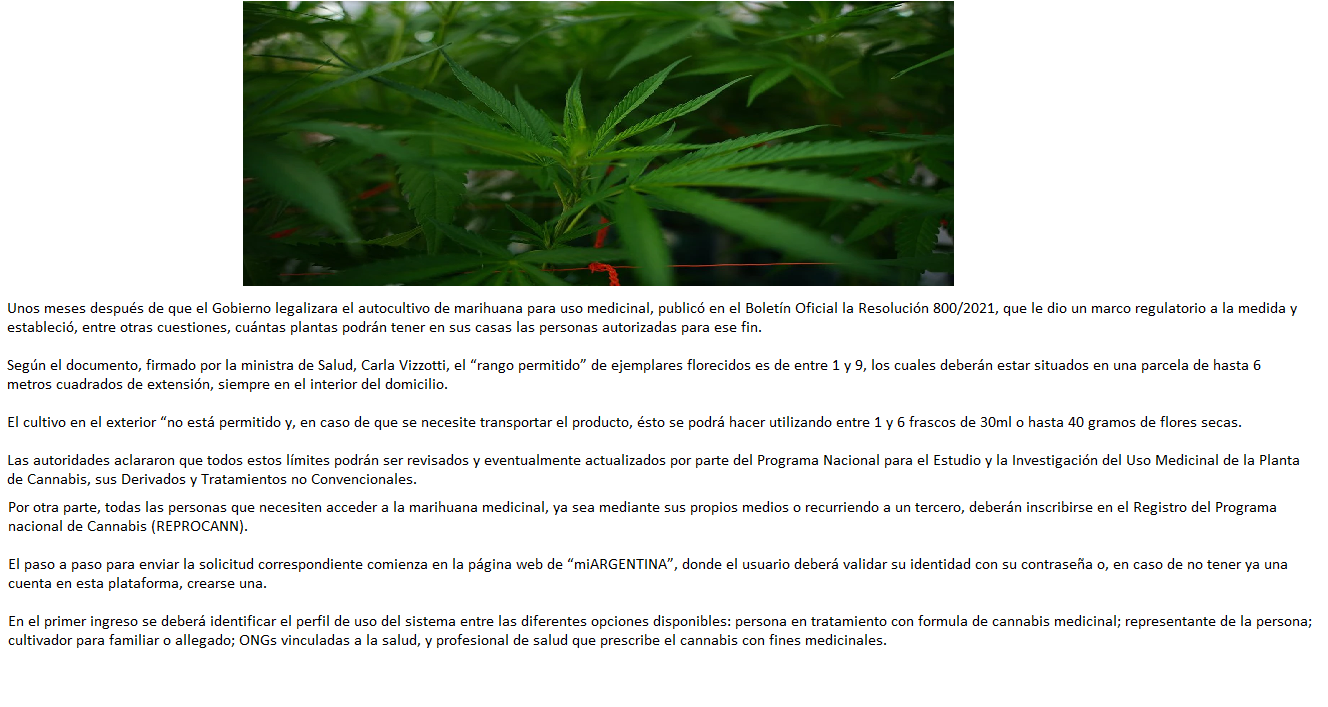 Unos meses después de que el Gobierno legalizara el autocultivo de marihuana para uso medicinal, publicó en el Boletín Oficial la Resolución 800/2021, que le dio un marco regulatorio a la medida y
estableció, entre otras cuestiones, cuántas plantas podrán tener en sus casas las personas autorizadas para ese fin.
Según el documento, firmado por la ministra de Salud, Carla Vizzotti, el “rango permitido” de ejemplares florecidos es de entre 1 y 9, los cuales deberán estar situados en una parcela de hasta 6
metros cuadrados de extensión, siempre en el interior del domicilio.
El cultivo en el exterior “no está permitido y, en caso de que se necesite transportar el producto, ésto se podrá hacer utilizando entre 1 y 6 frascos de 30ml o hasta 40 gramos de flores secas.
Las autoridades aclararon que todos estos límites podrán ser revisados y eventualmente actualizados por parte del Programa Nacional para el Estudio y la Investigación del Uso Medicinal de la Planta
de Cannabis, sus Derivados y Tratamientos no Convencionales.
Por otra parte, todas las personas que necesiten acceder a la marihuana medicinal, ya sea mediante sus propios medios o recurriendo a un tercero, deberán inscribirse en el Registro del Programa
nacional de Cannabis (REPROCANN).
El paso a paso para enviar la solicitud correspondiente comienza en la página web de “miARGENTINA”, donde el usuario deberá validar su identidad con su contraseña o, en caso de no tener ya una
cuenta en esta plataforma, crearse una.
En el primer ingreso se deberá identificar el perfil de uso del sistema entre las diferentes opciones disponibles: persona en tratamiento con formula de cannabis medicinal; representante de la persona;
cultivador para familiar o allegado; ONGs vinculadas a la salud, y profesional de salud que prescribe el cannabis con fines medicinales.